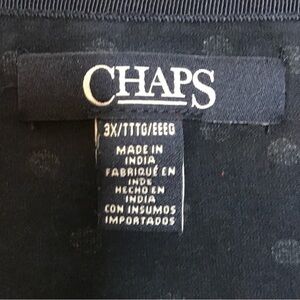 CHAPS
3X/TTTG/EEEG
MADE IN
INDIA
FABRIQUÉ EN
INDE
HECHO EN
INDIA
CON INSUMOS
IMPORTADOS